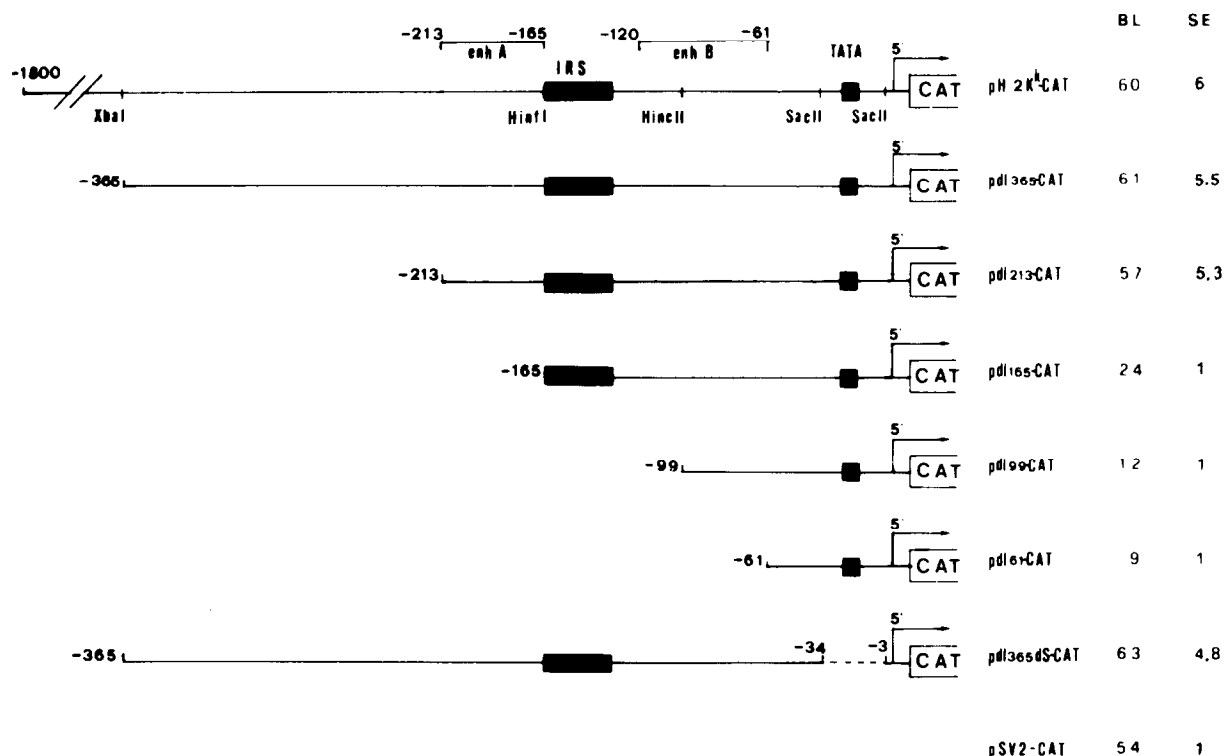 BL SE
-213 -165 -120 -61
enh A enh B TATA
IRS 5'
-1800 CAT pH 2Kk-CAT 60 6
XbaI HinfI HincII SacII SacII
5'
-365 CAT pdl365-CAT 61 5.5
5'
-213 CAT pdl213-CAT 57 5,3
5'
-165 CAT pdl165-CAT 24 1
5'
-99 CAT pdl99-CAT 12 1
5'
-61 CAT pdl61-CAT 9 1
5'
-34 -3
-365 CAT pdl365dS-CAT 63 4,8
pSV2-CAT 54 1